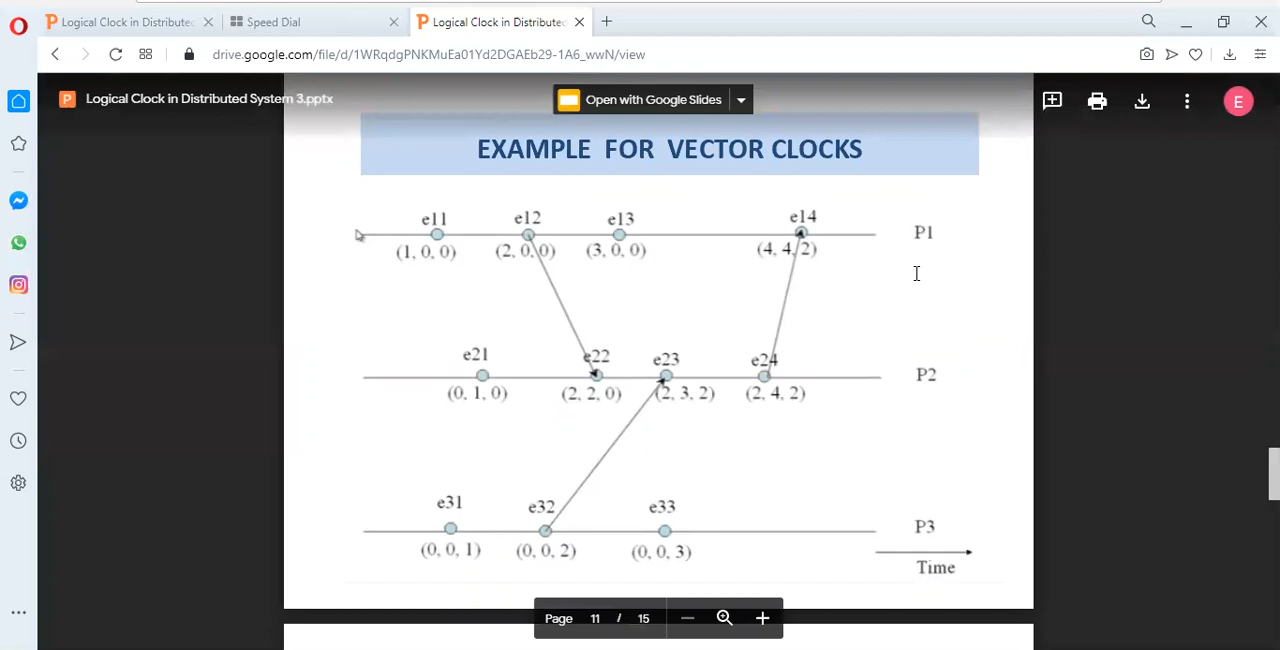 Logical Clock in Distributed
Speed Dial
Logical Clock in Distributed
drive.google.com/file/d/1WRqdgPNKMuEa01Yd2DGAEb29-1A6_wwN/view
Logical Clock in Distributed System 3.pptx
Open with Google Slides
E
EXAMPLE FOR VECTOR CLOCKS
e11 e12 e13 e14
P1
(1, 0, 0) (2, 0, 0) (3, 0, 0) (4, 4, 2)
e21 e22 e23 e24
P2
(0, 1, 0) (2, 2, 0) (2, 3, 2) (2, 4, 2)
e31 e32 e33
P3
(0, 0, 1) (0, 0, 2) (0, 0, 3)
Time
Page 11 / 15